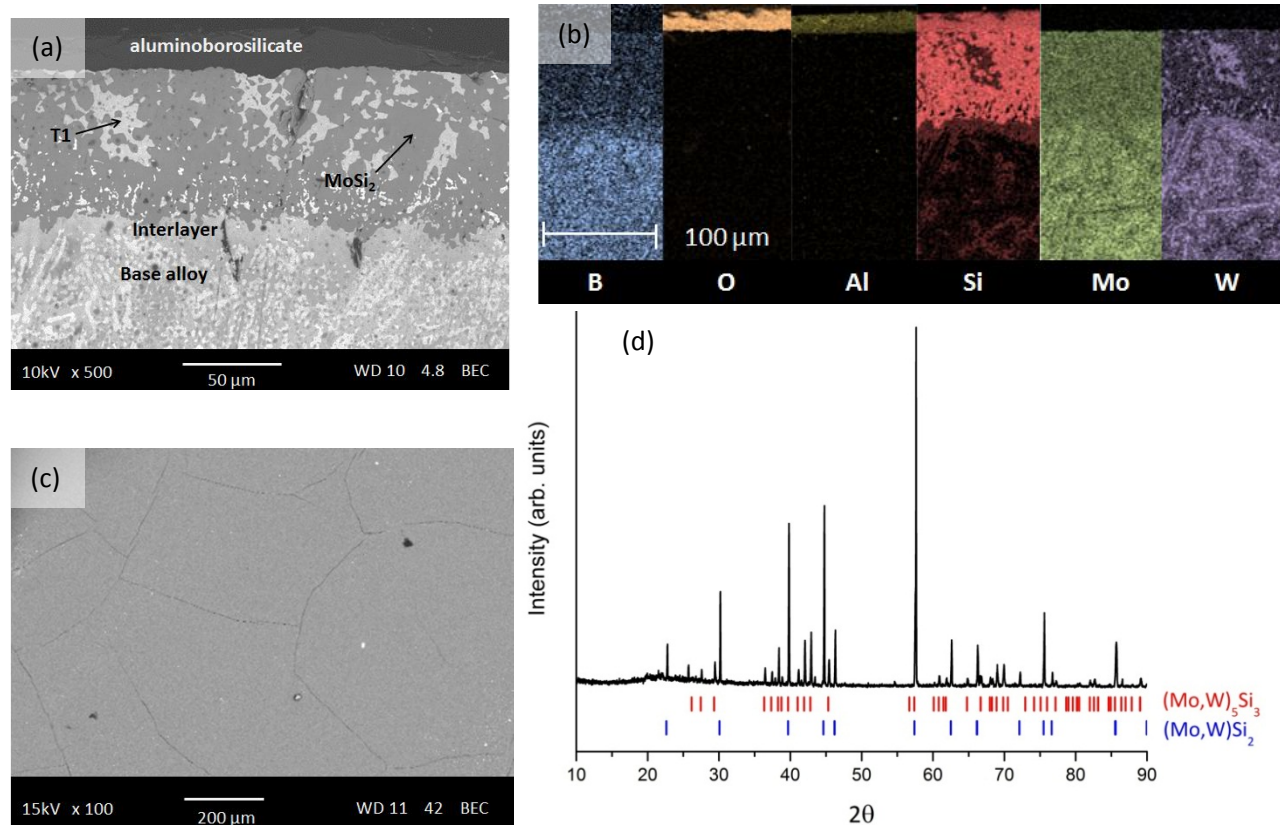 (a)
aluminoborosilicate
T1
MoSi₂
Interlayer
Base alloy
10kV x 500 50 µm WD 10 4.8 BEC
(b)
100 µm
B O Al Si Mo W
(c)
15kV x 100 200 µm WD 11 42 BEC
(d)
Intensity (arb. units)
(Mo,W)₅Si₃
(Mo,W)Si₂
10 20 30 40 50 60 70 80 90
2θ